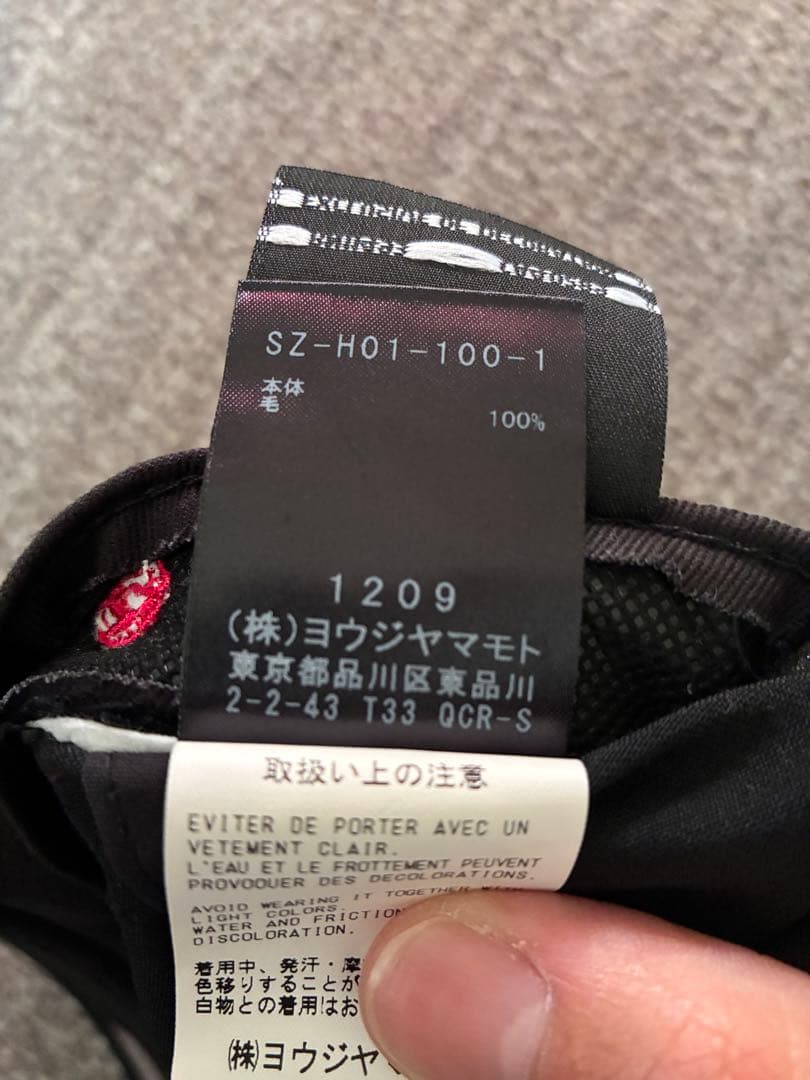 SZ-H01-100-1
本体
毛
100%
1209
(株)ヨウジヤマモト
東京都品川区東品川
2-2-43 T33 QCR-S
取扱い上の注意
EVITER DE PORTER AVEC UN
VETEMENT CLAIR.
L'EAU ET LE FROTTEMENT PEUVENT
PROVOQUER DES DECOLORATIONS.
AVOID WEARING IT TOGETHER WITH
LIGHT COLORS.
WATER AND FRICTION
DISCOLORATION.
着用中、発汗・摩
色移りすることが
白物との着用はお
(株)ヨウジヤマ